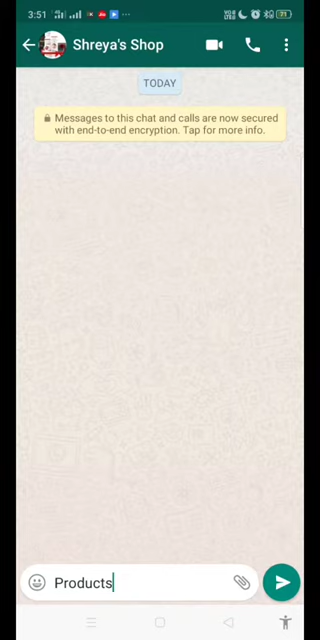 3:51
Shreya's Shop
TODAY
Messages to this chat and calls are now secured
with end-to-end encryption. Tap for more info.
Products